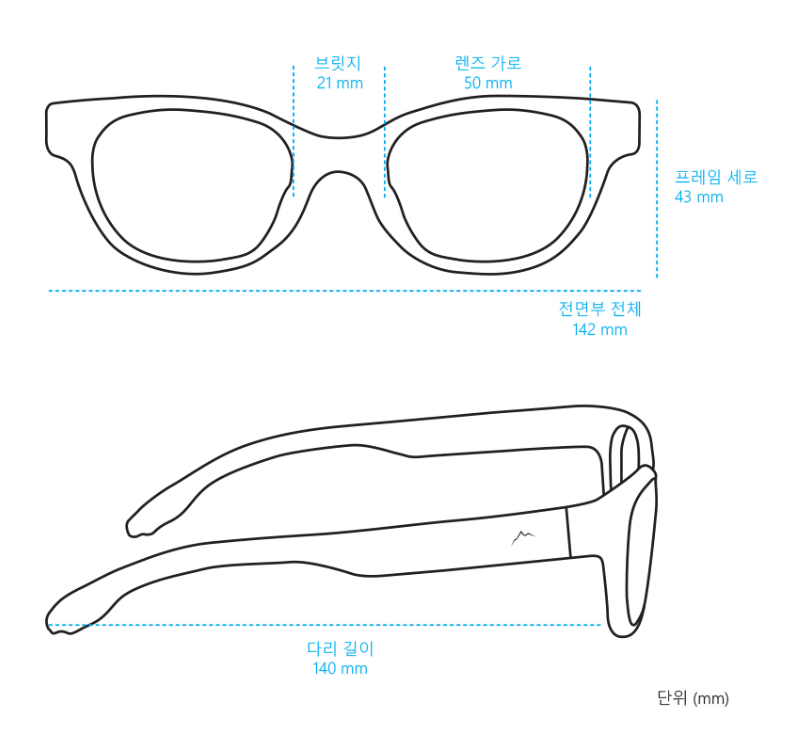 브릿지
21 mm
렌즈 가로
50 mm
프레임 세로
43 mm
전면부 전체
142 mm
다리 길이
140 mm
단위 (mm)